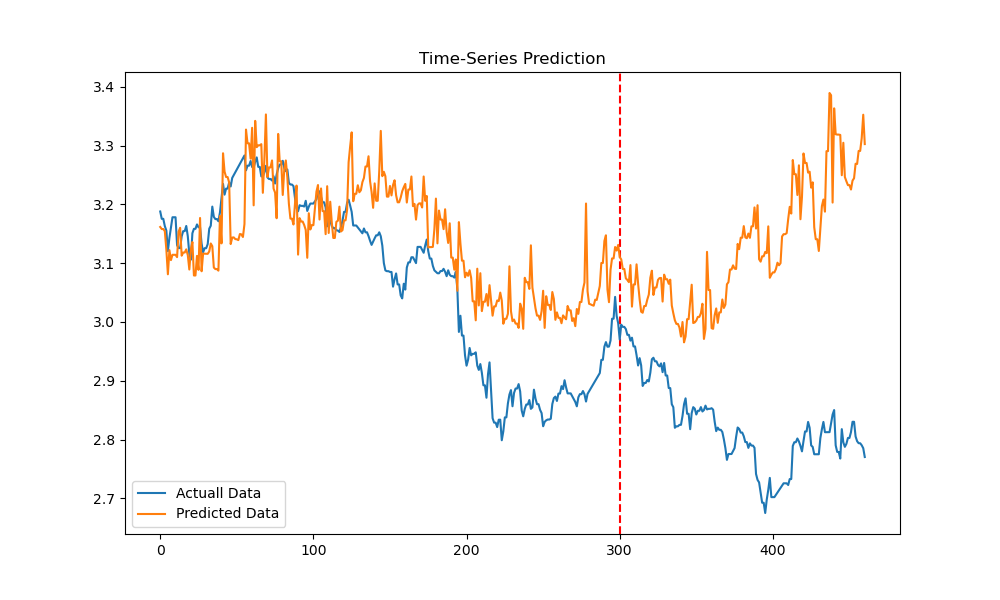 Time-Series Prediction
3.4
3.3
3.2
3.1
3.0
2.9
2.8
2.7
Actuall Data
Predicted Data
0 100 200 300 400